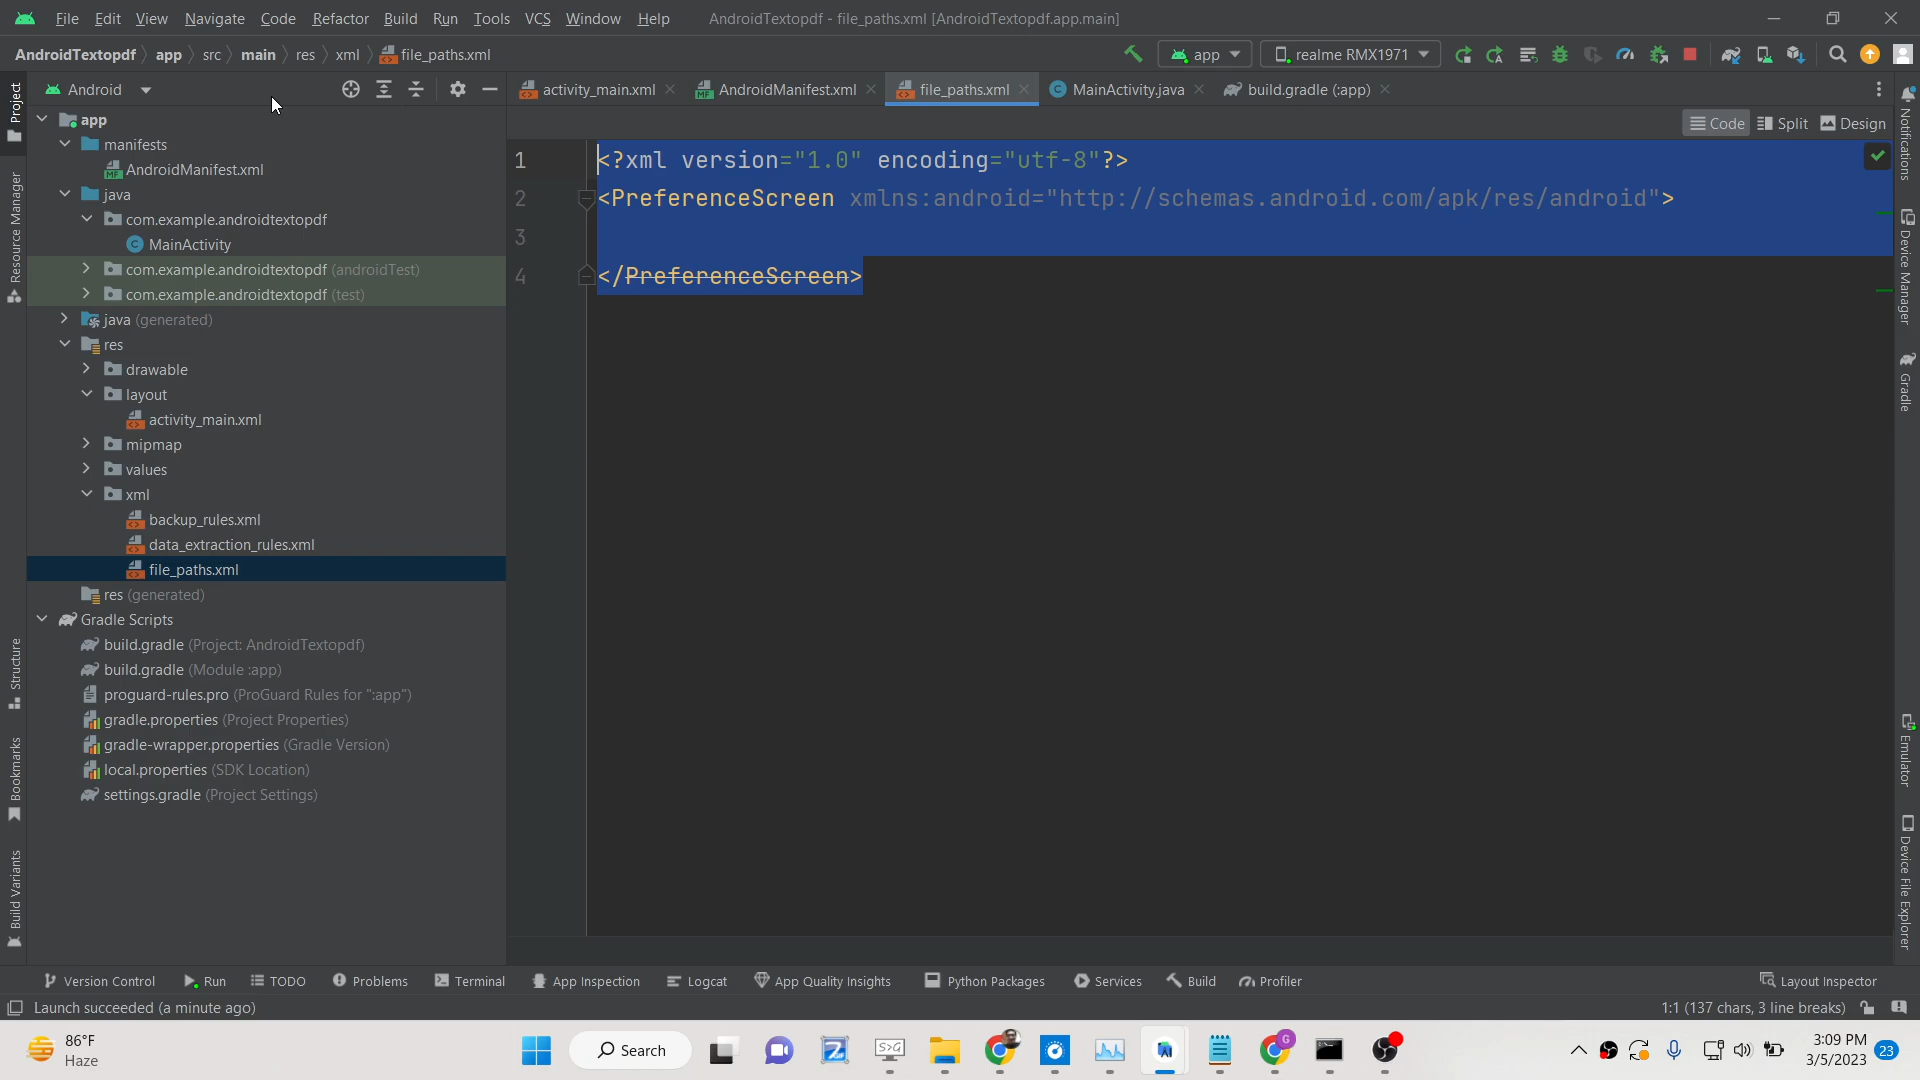 File Edit View Navigate Code Refactor Build Run Tools VCS Window Help AndroidTextopdf - file_paths.xml [AndroidTextopdf.app.main]
AndroidTextopdf app src main res xml file_paths.xml app realme RMX1971
Android activity_main.xml AndroidManifest.xml file_paths.xml MainActivity.java build.gradle (:app)
Code Split Design
app
manifests
AndroidManifest.xml
java
com.example.androidtextopdf
MainActivity
com.example.androidtextopdf (androidTest)
com.example.androidtextopdf (test)
java (generated)
res
drawable
layout
activity_main.xml
mipmap
values
xml
backup_rules.xml
data_extraction_rules.xml
file_paths.xml
res (generated)
Gradle Scripts
build.gradle (Project: AndroidTextopdf)
build.gradle (Module :app)
proguard-rules.pro (ProGuard Rules for ":app")
gradle.properties (Project Properties)
gradle-wrapper.properties (Gradle Version)
local.properties (SDK Location)
settings.gradle (Project Settings)
1 <?xml version="1.0" encoding="utf-8"?>
2 <PreferenceScreen xmlns:android="http://schemas.android.com/apk/res/android">
3
4 </PreferenceScreen>
Project
Resource Manager
Structure
Bookmarks
Build Variants
Notifications
Device Manager
Gradle
Emulator
Device File Explorer
Version Control Run TODO Problems Terminal App Inspection Logcat App Quality Insights Python Packages Services Build Profiler Layout Inspector
Launch succeeded (a minute ago) 1:1 (137 chars, 3 line breaks)
86°F
Haze
Search
G
3:09 PM
3/5/2023
23